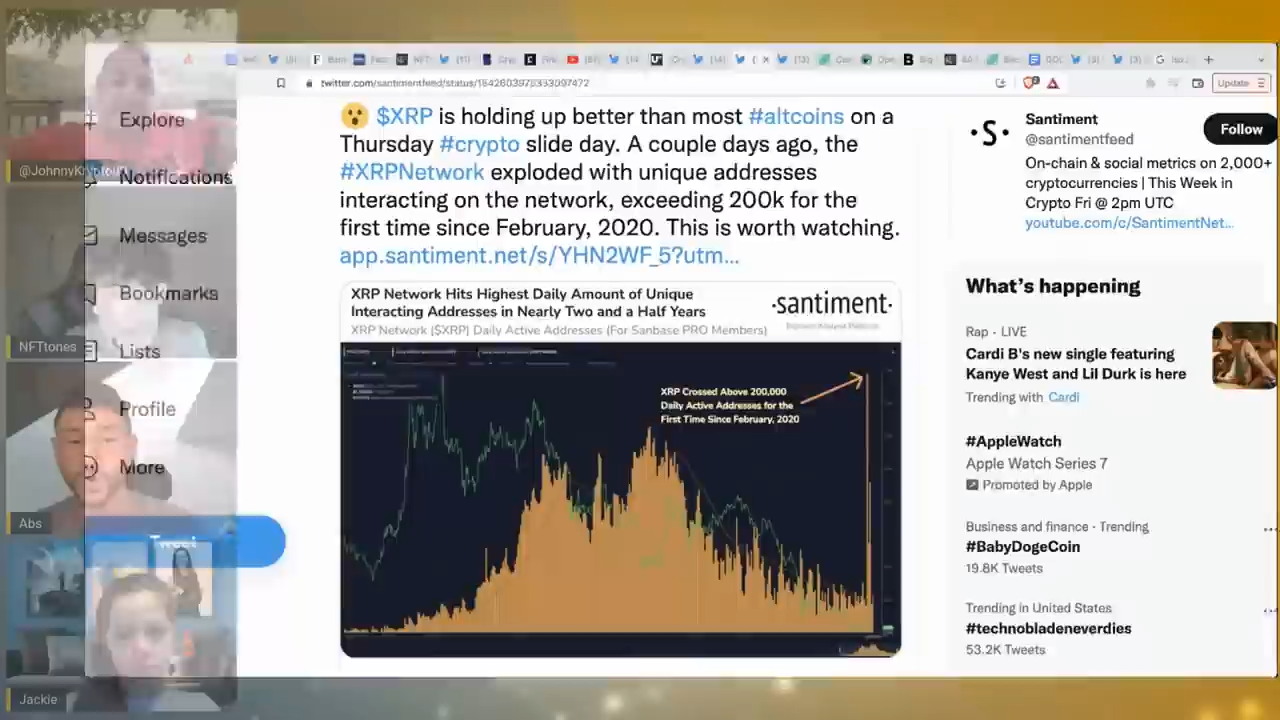 twitter.com/santimentfeed/status/1542603975333097472
Update
@JohnnyK
Explore
Notifications
Messages
Bookmarks
NFTtones
Lists
Profile
More
Abs
Tweet
Jackie
😮 $XRP is holding up better than most #altcoins on a
Thursday #crypto slide day. A couple days ago, the
#XRPNetwork exploded with unique addresses
interacting on the network, exceeding 200k for the
first time since February, 2020. This is worth watching.
app.santiment.net/s/YHN2WF_5?utm...
XRP Network Hits Highest Daily Amount of Unique
Interacting Addresses in Nearly Two and a Half Years
XRP Network ($XRP) Daily Active Addresses (For Sanbase PRO Members)
·santiment·
XRP Crossed Above 200,000
Daily Active Addresses for the
First Time Since February, 2020
·S·
Santiment
@santimentfeed
Follow
On-chain & social metrics on 2,000+
cryptocurrencies | This Week in
Crypto Fri @ 2pm UTC
youtube.com/c/SantimentNet...
What's happening
Rap · LIVE
Cardi B's new single featuring
Kanye West and Lil Durk is here
Trending with Cardi
#AppleWatch
Apple Watch Series 7
Promoted by Apple
Business and finance · Trending
#BabyDogeCoin
19.8K Tweets
Trending in United States
#technobladeneverdies
53.2K Tweets